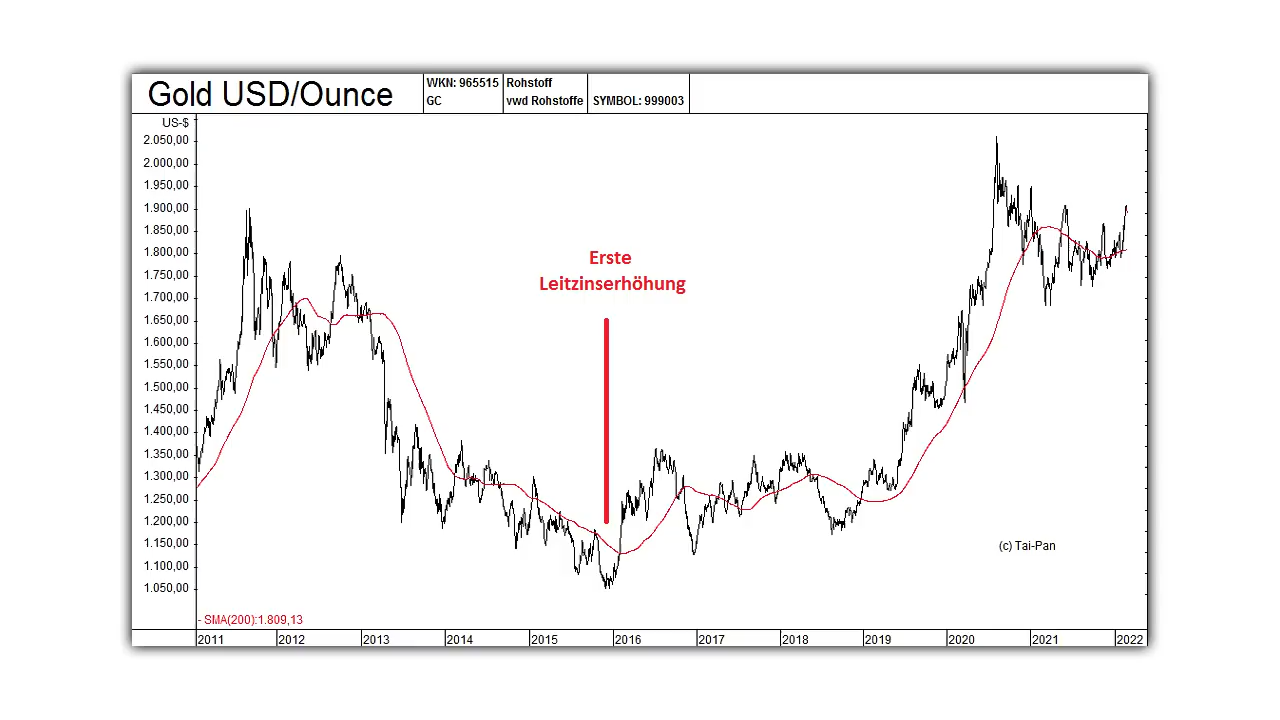 Gold USD/Ounce
WKN: 965515
GC
Rohstoff
vwd Rohstoffe
SYMBOL: 999003
US-$
2.050,00
2.000,00
1.950,00
1.900,00
1.850,00
1.800,00
1.750,00
1.700,00
1.650,00
1.600,00
1.550,00
1.500,00
1.450,00
1.400,00
1.350,00
1.300,00
1.250,00
1.200,00
1.150,00
1.100,00
1.050,00
Erste
Leitzinserhöhung
(c) Tai-Pan
- SMA(200):1.809,13
2011 2012 2013 2014 2015 2016 2017 2018 2019 2020 2021 2022